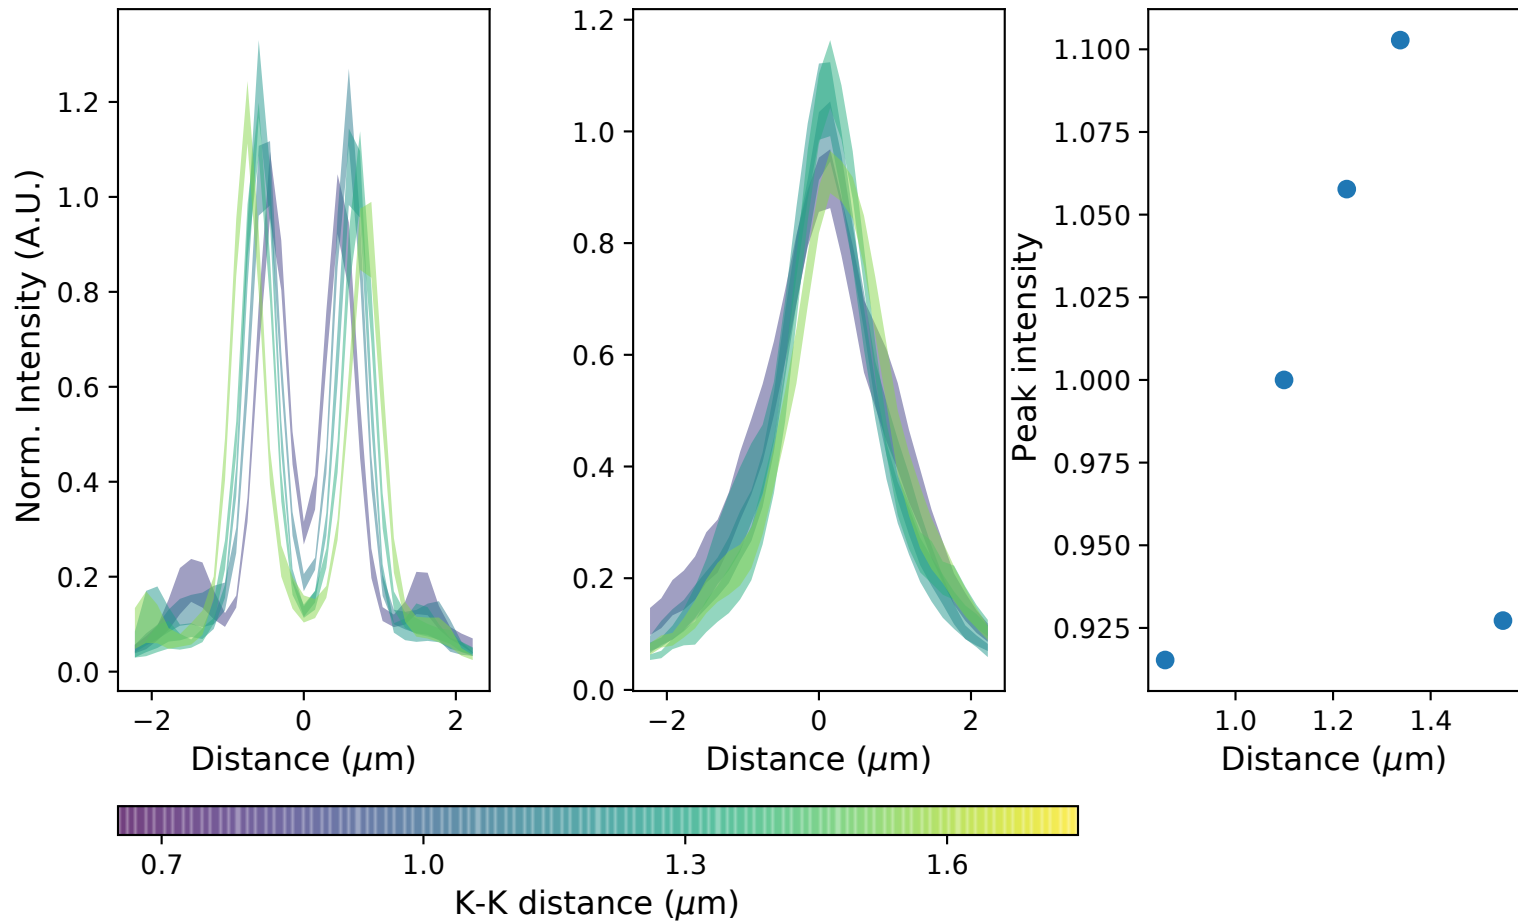 Norm. Intensity (A.U.)
1.2
1.0
0.8
0.6
0.4
0.2
0.0
−2 0 2
Distance (μm)
1.2
1.0
0.8
0.6
0.4
0.2
0.0
−2 0 2
Distance (μm)
Peak intensity
1.100
1.075
1.050
1.025
1.000
0.975
0.950
0.925
1.0 1.2 1.4
Distance (μm)
0.7 1.0 1.3 1.6
K-K distance (μm)